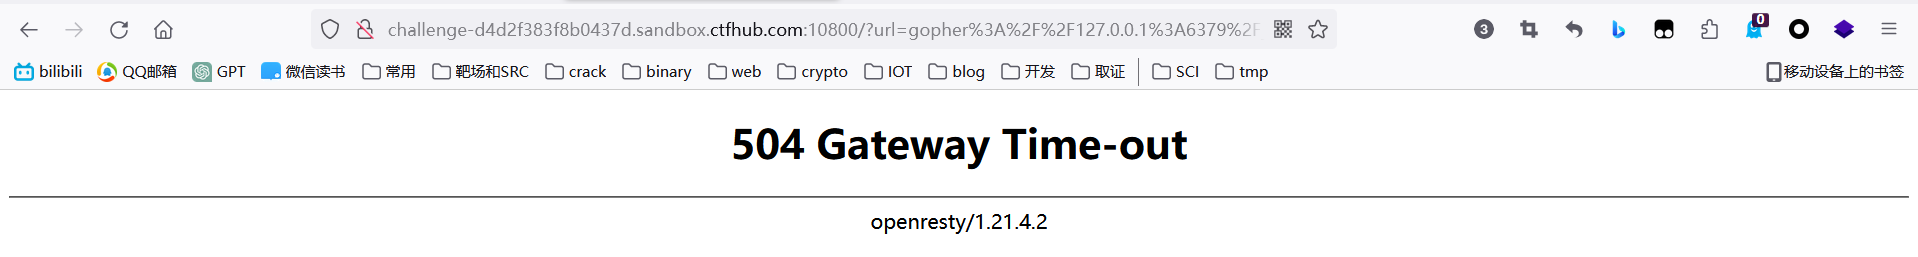 challenge-d4d2f383f8b0437d.sandbox.ctfhub.com:10800/?url=gopher%3A%2F%2F127.0.0.1%3A6379%2F 3 0
bilibili QQ邮箱 GPT 微信读书 常用 靶场和SRC crack binary web crypto IOT blog 开发 取证 SCI tmp 移动设备上的书签
504 Gateway Time-out
openresty/1.21.4.2